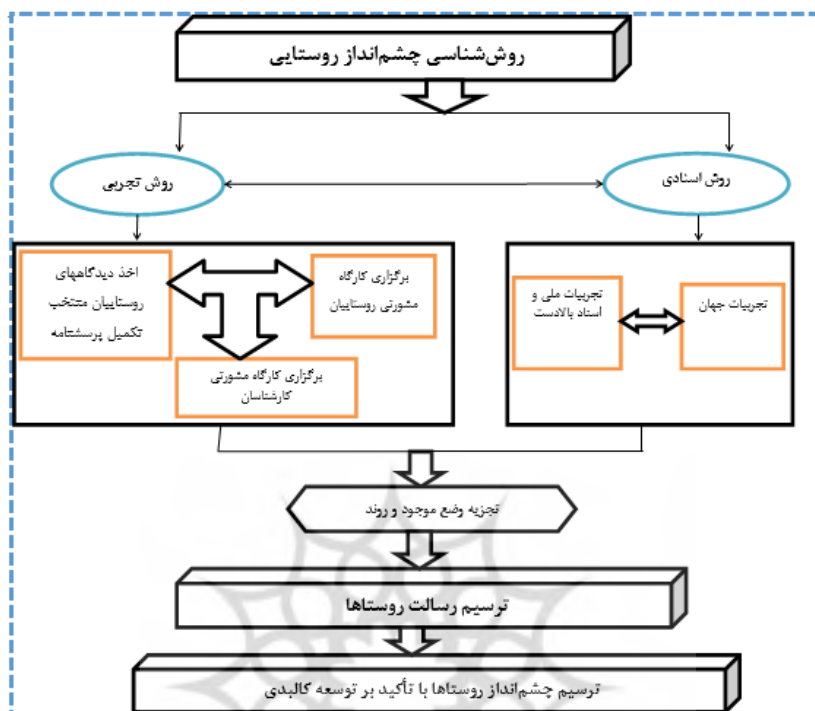 روش‌شناسی چشم‌انداز روستایی
روش اسنادی
روش تجربی
تجربیات جهان
تجربیات ملی و
اسناد بالادست
برگزاری کارگاه
مشورتی روستاییان
اخذ دیدگاههای
روستاییان منتخب
تکمیل پرسشنامه
برگزاری کارگاه مشورتی
کارشناسان
تجزیه وضع موجود و روند
ترسیم رسالت روستاها
ترسیم چشم‌انداز روستاها با تأکید بر توسعه کالبدی